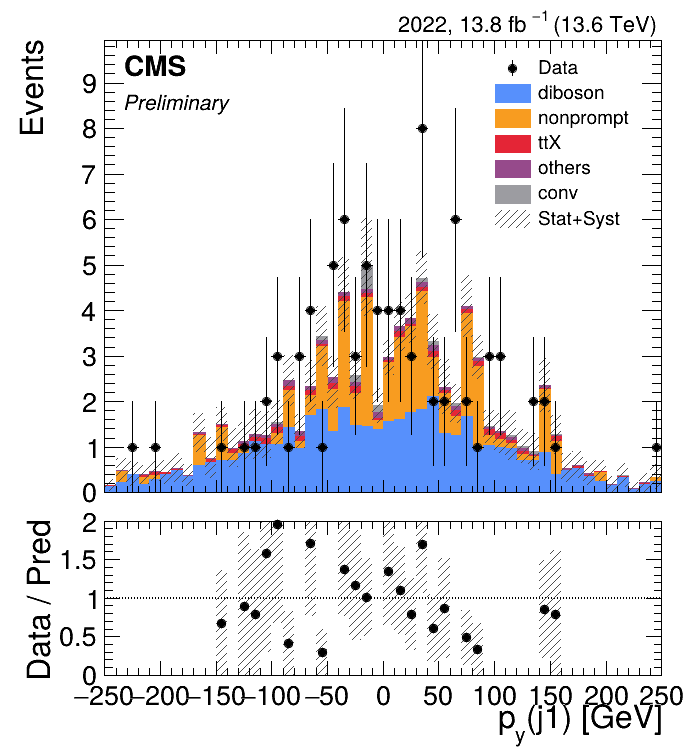 2022, 13.8 fb⁻¹ (13.6 TeV)
CMS
Preliminary
Events
Data
diboson
nonprompt
ttX
others
conv
Stat+Syst
9
8
7
6
5
4
3
2
1
0
Data / Pred
2
1.5
1
0.5
0
−250 −200 −150 −100 −50 0 50 100 150 200 250
p_y(j1) [GeV]